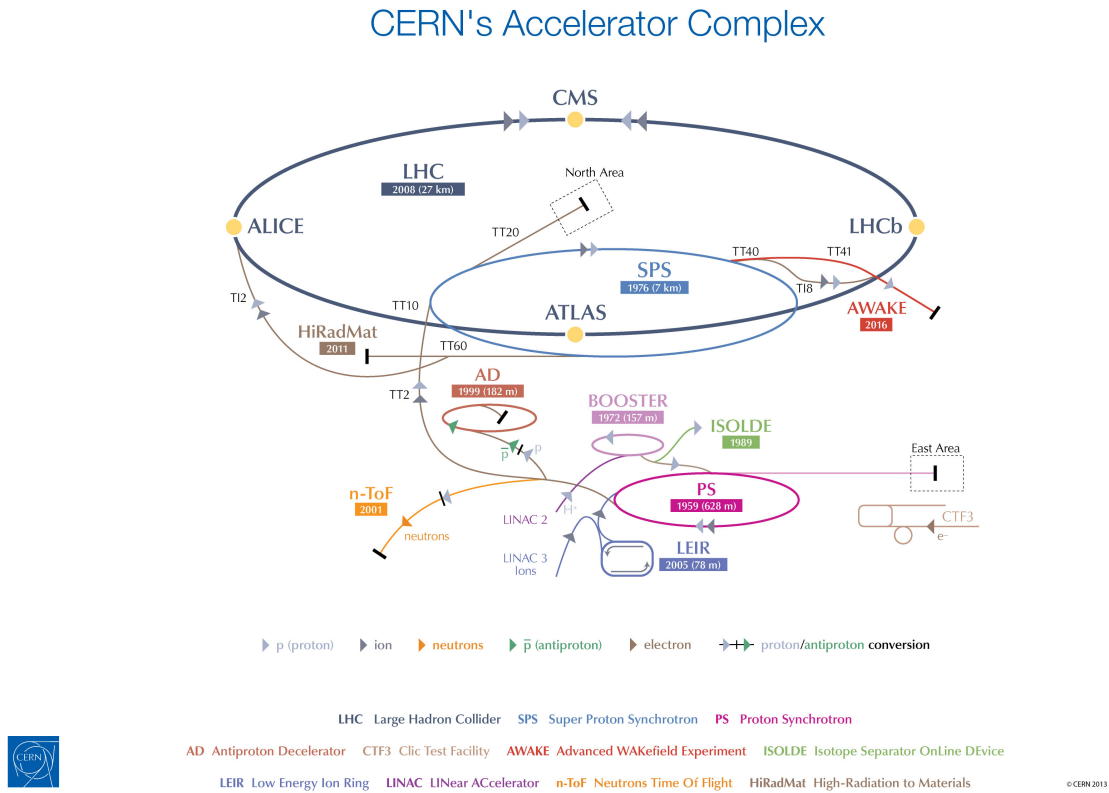 CERN's Accelerator Complex
CMS
LHC
2008 (27 km)
North Area
ALICE
LHCb
TT20
TT40
TT41
SPS
1976 (7 km)
TI8
TI2
TT10
ATLAS
AWAKE
2016
HiRadMat
2011
TT60
AD
1999 (182 m)
TT2
BOOSTER
1972 (157 m)
ISOLDE
1989
p
p̅
East Area
n-ToF
2001
PS
1959 (628 m)
H⁺
LINAC 2
neutrons
CTF3
e⁻
LINAC 3
Ions
LEIR
2005 (78 m)
p (proton) ion neutrons p̅ (antiproton) electron proton/antiproton conversion
LHC Large Hadron Collider SPS Super Proton Synchrotron PS Proton Synchrotron
AD Antiproton Decelerator CTF3 Clic Test Facility AWAKE Advanced WAKefield Experiment ISOLDE Isotope Separator OnLine DEvice
LEIR Low Energy Ion Ring LINAC LINear ACcelerator n-ToF Neutrons Time Of Flight HiRadMat High-Radiation to Materials
CERN
© CERN 2013